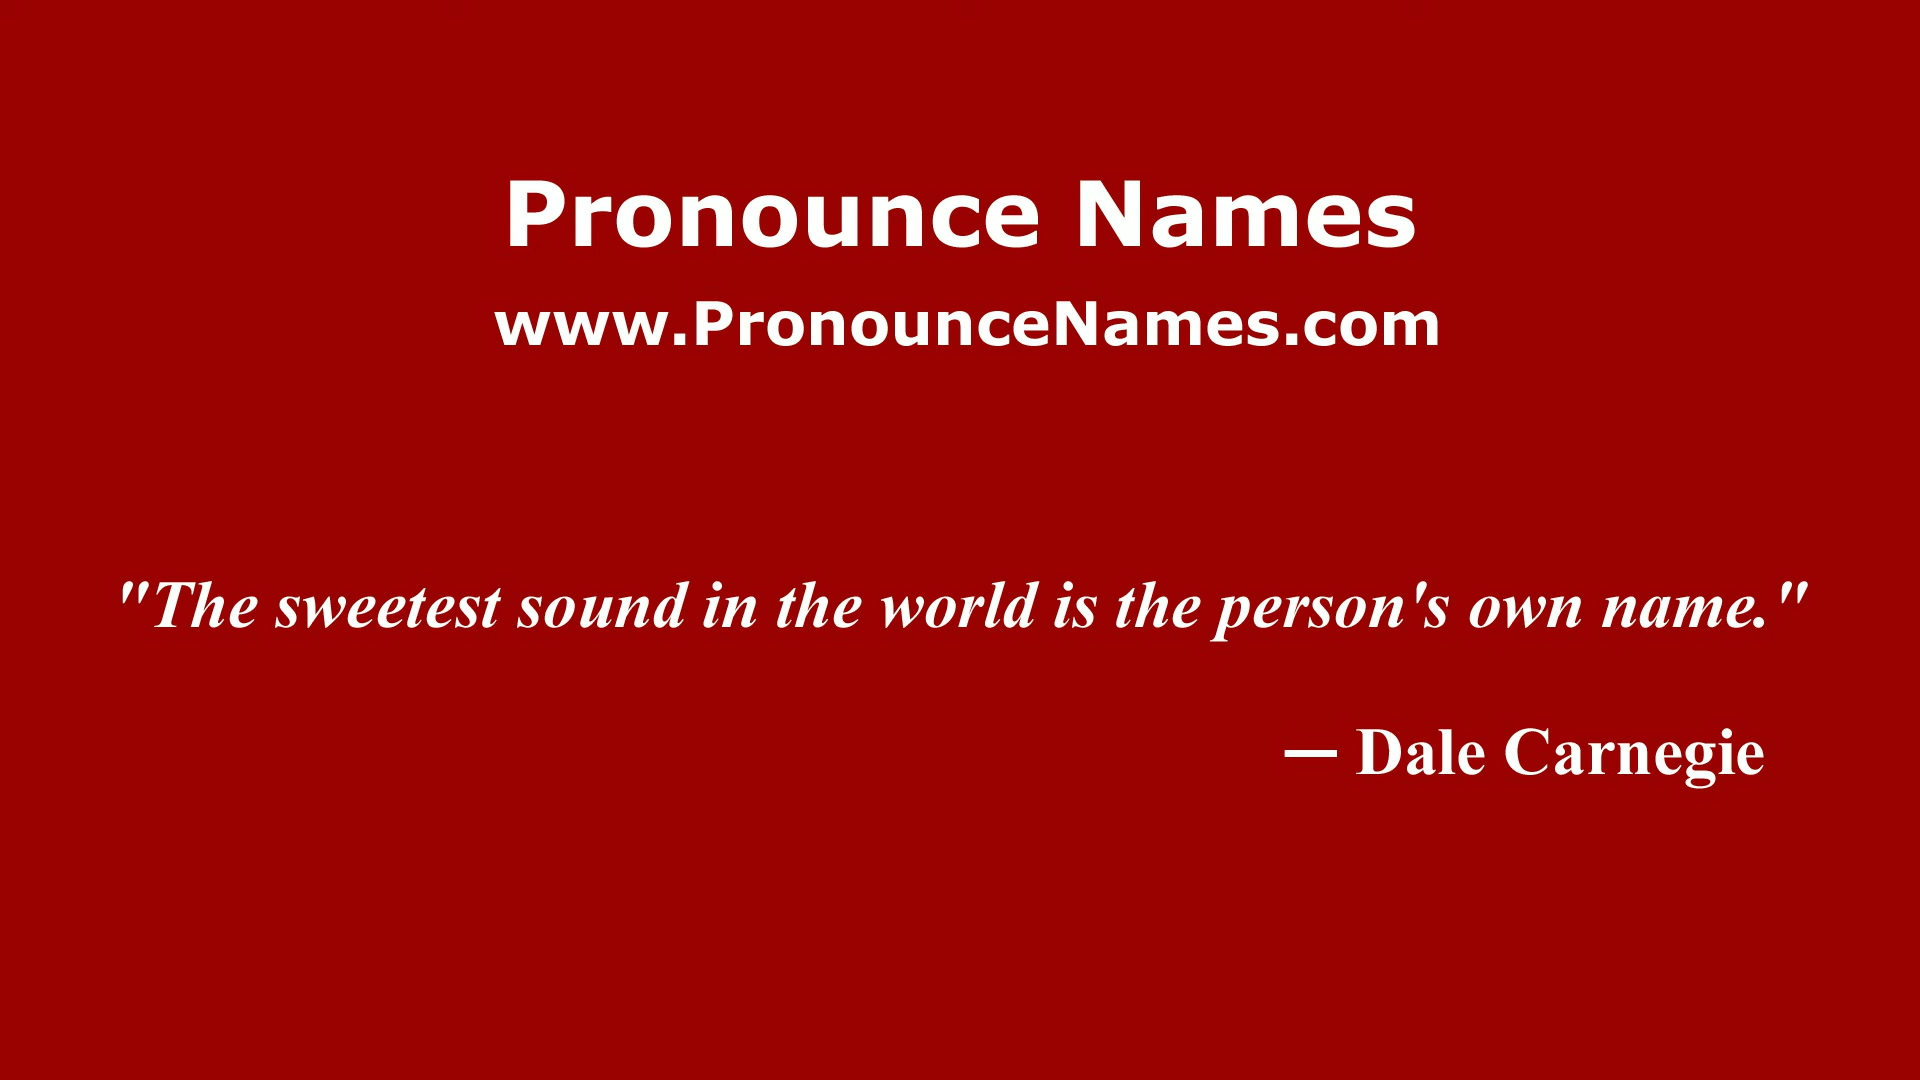 Pronounce Names
www.PronounceNames.com
"The sweetest sound in the world is the person's own name."
— Dale Carnegie